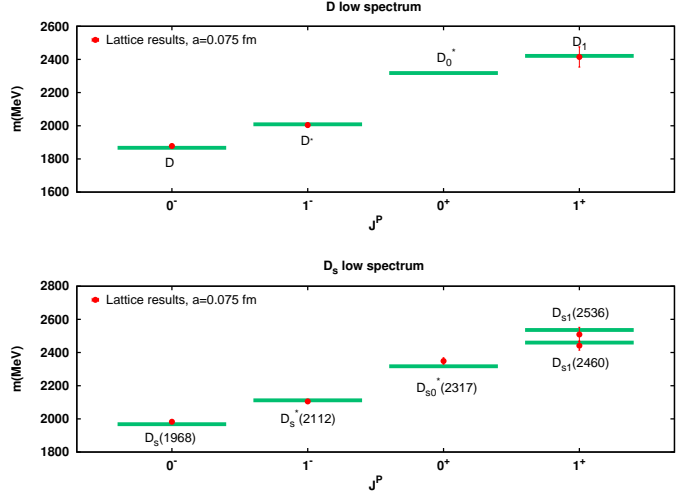 D low spectrum
2600
2400
2200
2000
1800
1600
m(MeV)
Lattice results, a=0.075 fm
D
D*
D₀*
D₁
0⁻
1⁻
0⁺
1⁺
Jᴾ
Dₛ low spectrum
2800
2600
2400
2200
2000
1800
m(MeV)
Lattice results, a=0.075 fm
Dₛ(1968)
Dₛ*(2112)
Dₛ₀*(2317)
Dₛ₁(2536)
Dₛ₁(2460)
0⁻
1⁻
0⁺
1⁺
Jᴾ